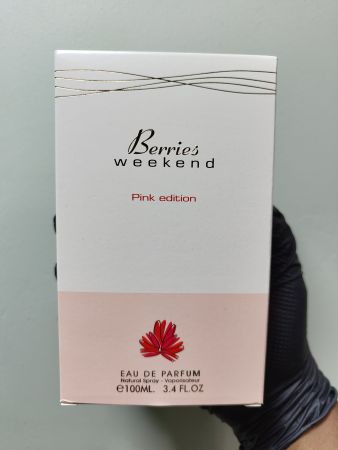 Berries
weekend
Pink edition
EAU DE PARFUM
Natural Spray - Vaporisateur
℮100ML. 3.4 FL.OZ